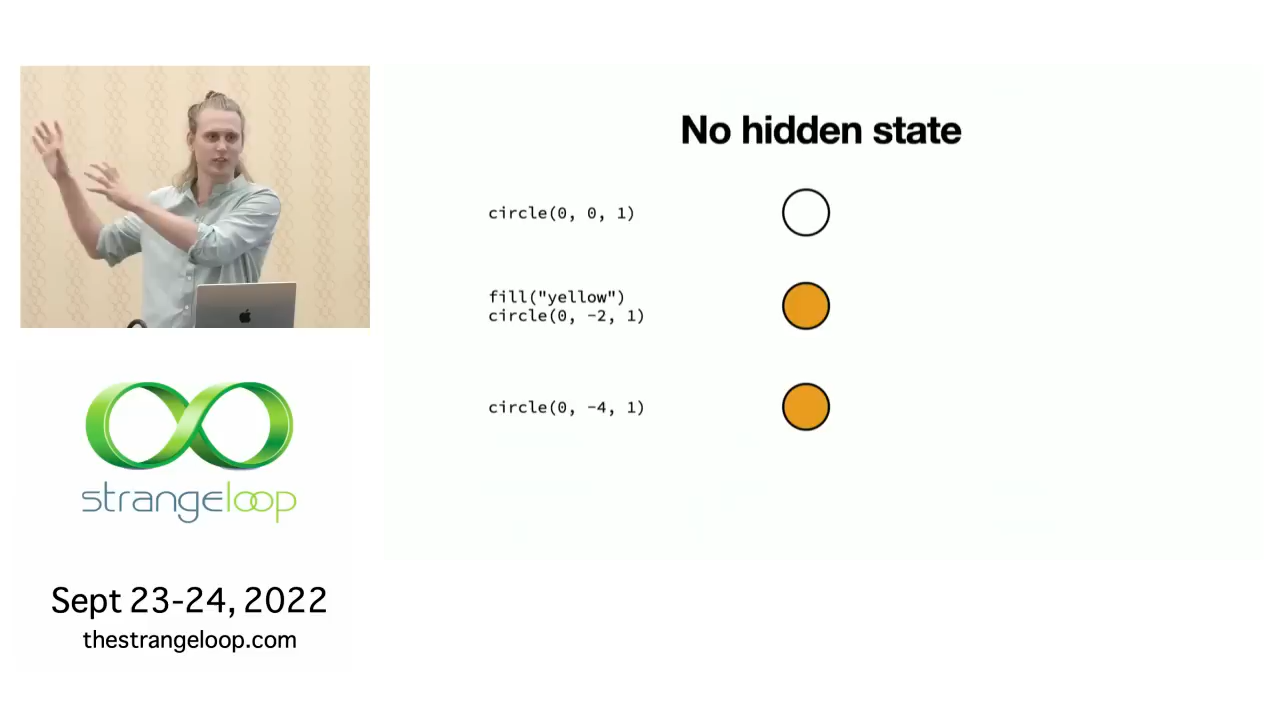 No hidden state
circle(0, 0, 1)
fill("yellow")
circle(0, -2, 1)
circle(0, -4, 1)
strangeloop
Sept 23-24, 2022
thestrangeloop.com